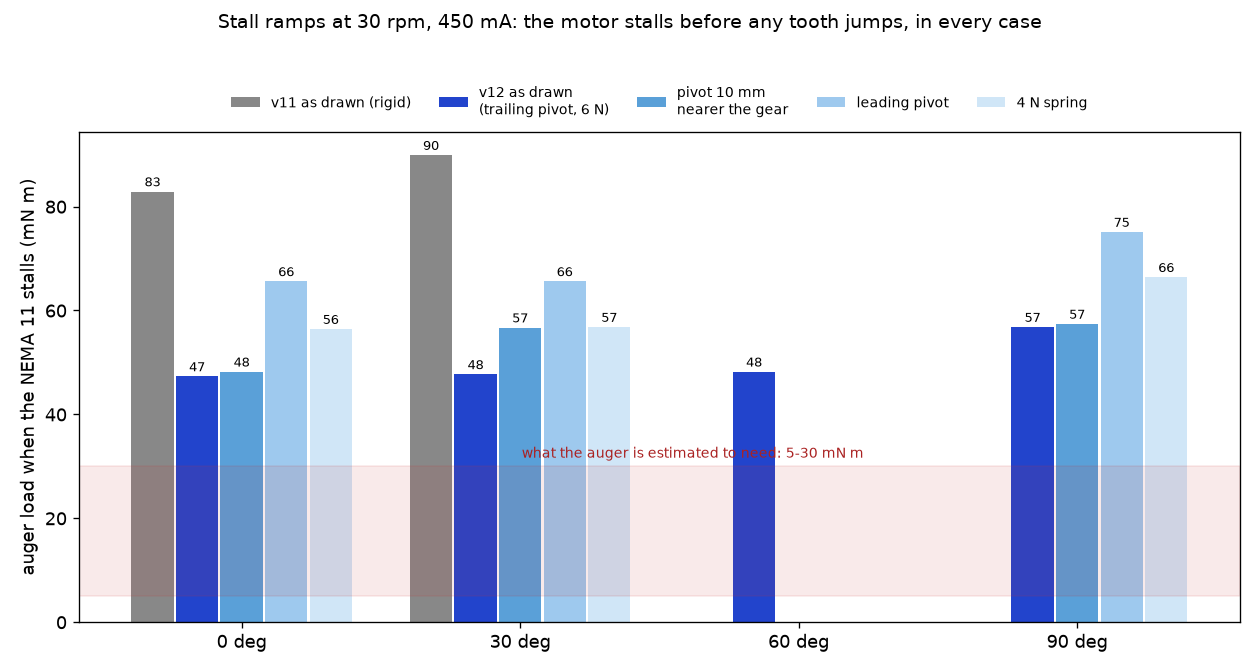 Stall ramps at 30 rpm, 450 mA: the motor stalls before any tooth jumps, in every case
v11 as drawn (rigid)
v12 as drawn
(trailing pivot, 6 N)
pivot 10 mm
nearer the gear
leading pivot
4 N spring
auger load when the NEMA 11 stalls (mN m)
80
60
40
20
0
83
47
48
66
56
90
48
57
66
57
48
57
57
75
66
what the auger is estimated to need: 5-30 mN m
0 deg
30 deg
60 deg
90 deg